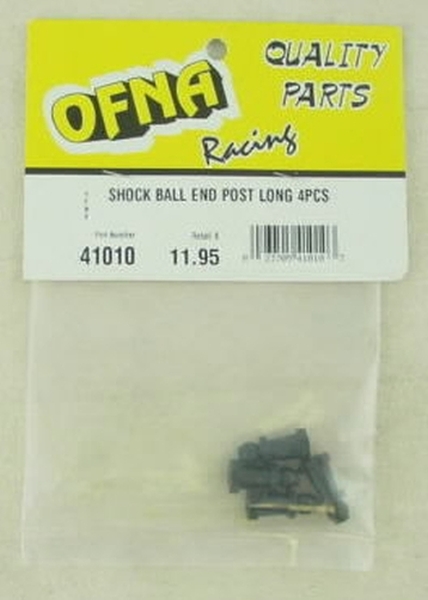 OFNA
QUALITY
PARTS
Racing
SHOCK BALL END POST LONG 4PCS
Part Number
Retail $
41010
11.95